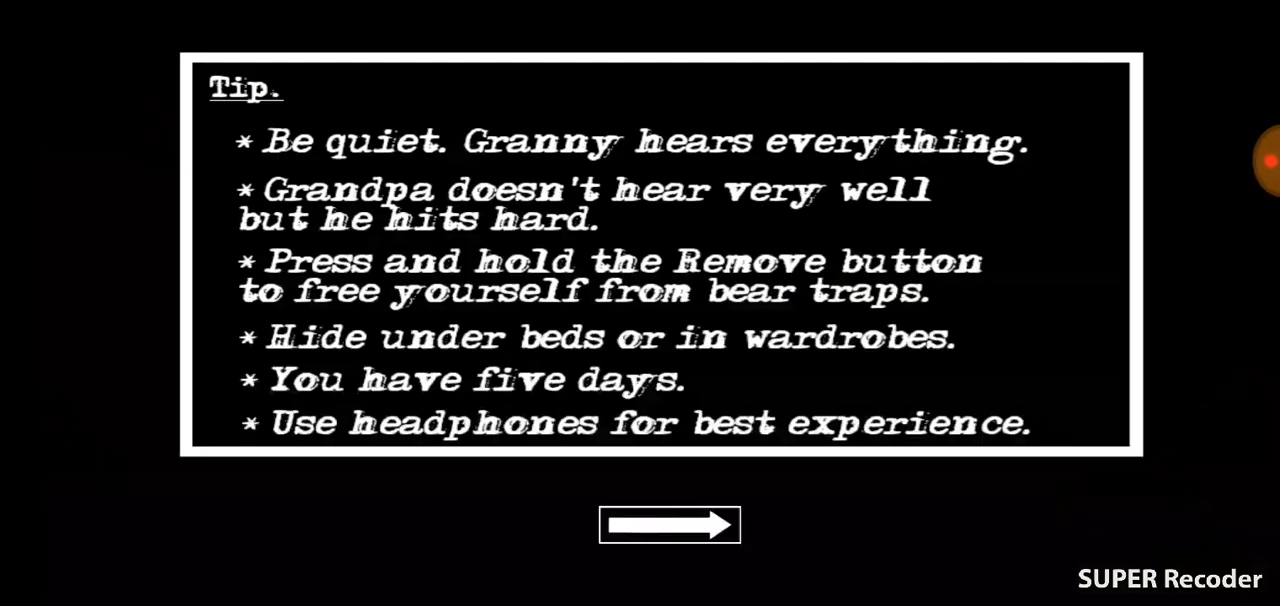 Tip.
* Be quiet. Granny hears everything.
* Grandpa doesn't hear very well
but he hits hard.
* Press and hold the Remove button
to free yourself from bear traps.
* Hide under beds or in wardrobes.
* You have five days.
* Use headphones for best experience.
SUPER Recoder